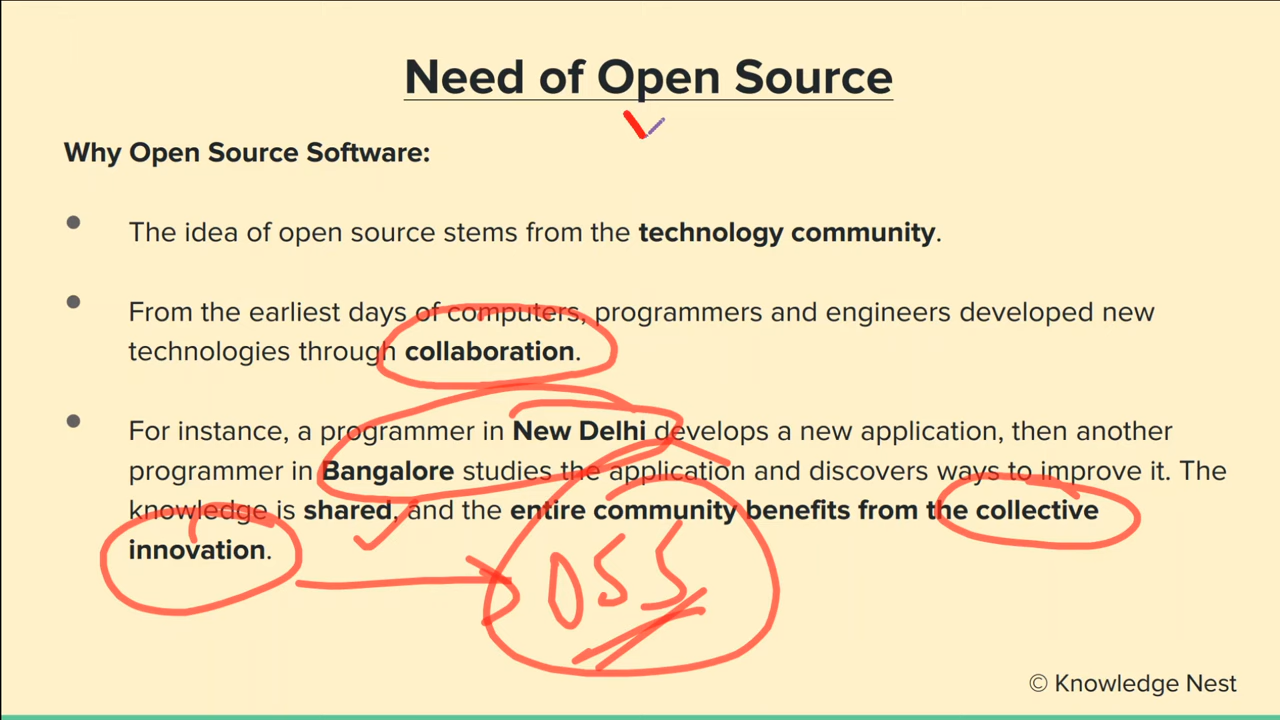 Need of Open Source
Why Open Source Software:
The idea of open source stems from the technology community.
From the earliest days of computers, programmers and engineers developed new
technologies through collaboration.
For instance, a programmer in New Delhi develops a new application, then another
programmer in Bangalore studies the application and discovers ways to improve it. The
knowledge is shared, and the entire community benefits from the collective
innovation.
OSS
© Knowledge Nest